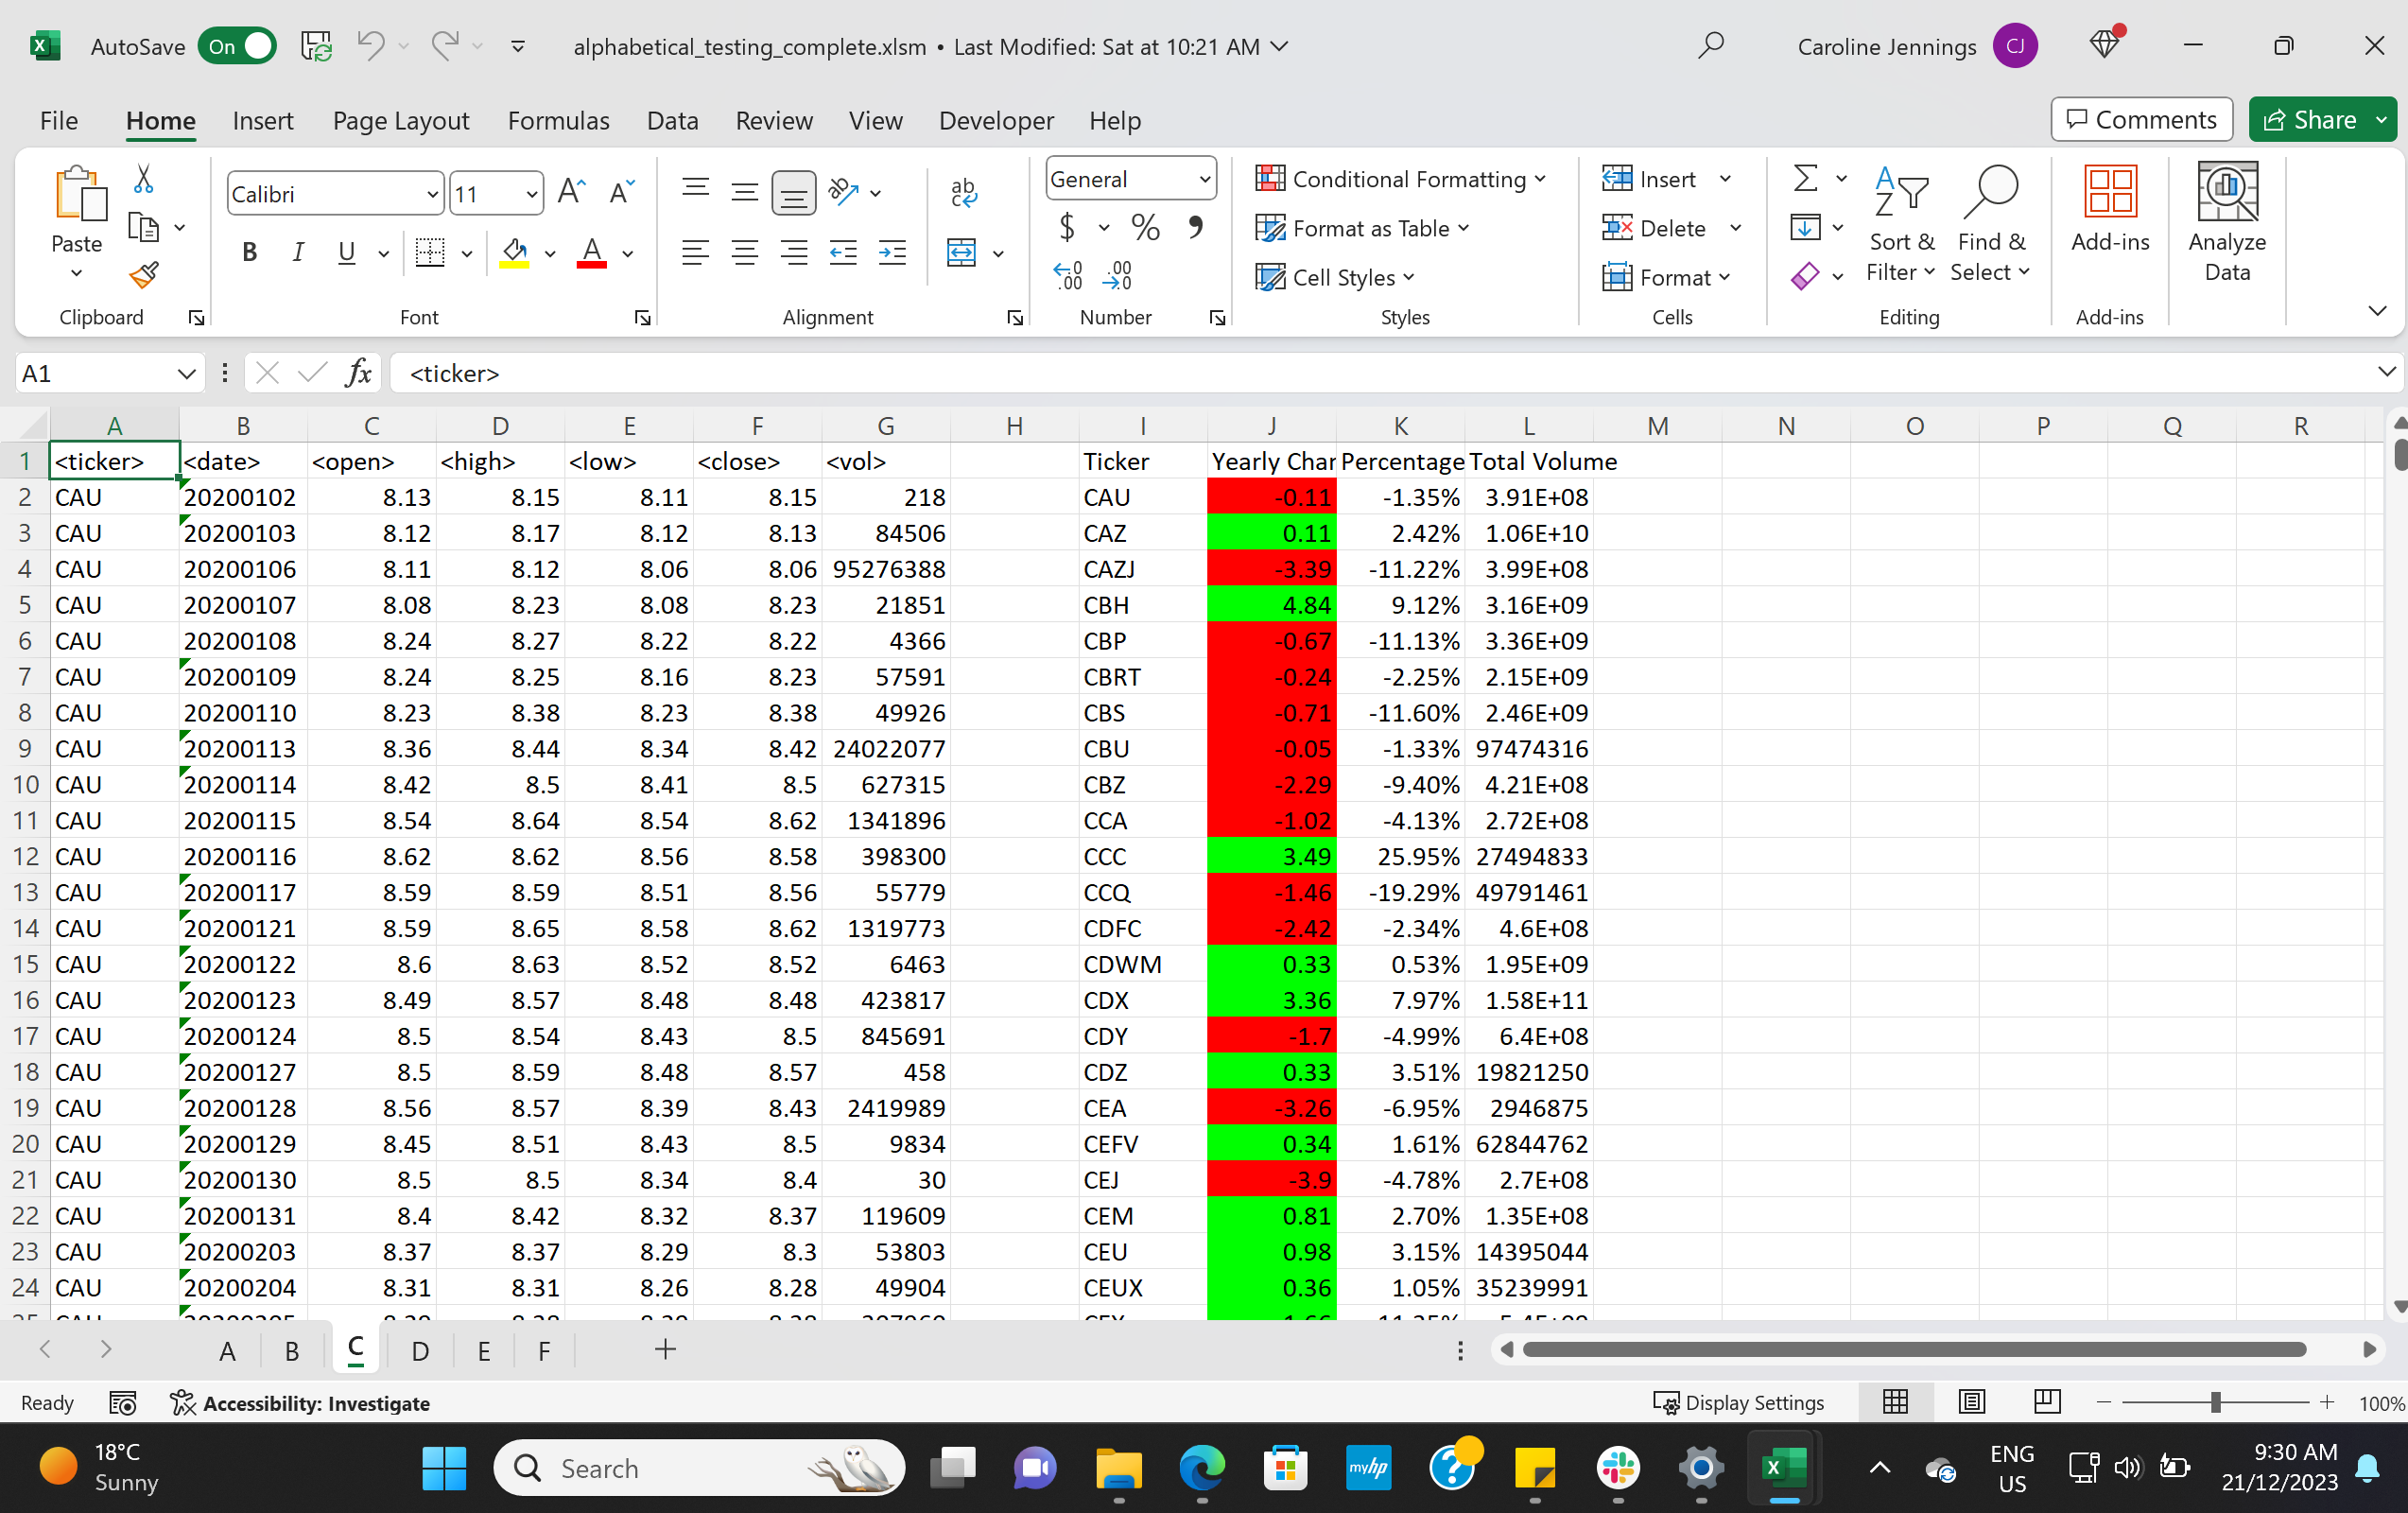 AutoSave On alphabetical_testing_complete.xlsm • Last Modified: Sat at 10:21 AM Caroline Jennings CJ
File Home Insert Page Layout Formulas Data Review View Developer Help Comments Share
Paste Calibri 11 General Conditional Formatting Insert Sort & Filter Find & Select Add-ins Analyze Data
B I U A $ % Format as Table Delete
Cell Styles Format
Clipboard Font Alignment Number Styles Cells Editing Add-ins
A1 fx <ticker>
A B C D E F G H I J K L M N O P Q R
1 <ticker> <date> <open> <high> <low> <close> <vol> Ticker Yearly Char Percentage Total Volume
2 CAU 20200102 8.13 8.15 8.11 8.15 218 CAU -0.11 -1.35% 3.91E+08
3 CAU 20200103 8.12 8.17 8.12 8.13 84506 CAZ 0.11 2.42% 1.06E+10
4 CAU 20200106 8.11 8.12 8.06 8.06 95276388 CAZJ -3.39 -11.22% 3.99E+08
5 CAU 20200107 8.08 8.23 8.08 8.23 21851 CBH 4.84 9.12% 3.16E+09
6 CAU 20200108 8.24 8.27 8.22 8.22 4366 CBP -0.67 -11.13% 3.36E+09
7 CAU 20200109 8.24 8.25 8.16 8.23 57591 CBRT -0.24 -2.25% 2.15E+09
8 CAU 20200110 8.23 8.38 8.23 8.38 49926 CBS -0.71 -11.60% 2.46E+09
9 CAU 20200113 8.36 8.44 8.34 8.42 24022077 CBU -0.05 -1.33% 97474316
10 CAU 20200114 8.42 8.5 8.41 8.5 627315 CBZ -2.29 -9.40% 4.21E+08
11 CAU 20200115 8.54 8.64 8.54 8.62 1341896 CCA -1.02 -4.13% 2.72E+08
12 CAU 20200116 8.62 8.62 8.56 8.58 398300 CCC 3.49 25.95% 27494833
13 CAU 20200117 8.59 8.59 8.51 8.56 55779 CCQ -1.46 -19.29% 49791461
14 CAU 20200121 8.59 8.65 8.58 8.62 1319773 CDFC -2.42 -2.34% 4.6E+08
15 CAU 20200122 8.6 8.63 8.52 8.52 6463 CDWM 0.33 0.53% 1.95E+09
16 CAU 20200123 8.49 8.57 8.48 8.48 423817 CDX 3.36 7.97% 1.58E+11
17 CAU 20200124 8.5 8.54 8.43 8.5 845691 CDY -1.7 -4.99% 6.4E+08
18 CAU 20200127 8.5 8.59 8.48 8.57 458 CDZ 0.33 3.51% 19821250
19 CAU 20200128 8.56 8.57 8.39 8.43 2419989 CEA -3.26 -6.95% 2946875
20 CAU 20200129 8.45 8.51 8.43 8.5 9834 CEFV 0.34 1.61% 62844762
21 CAU 20200130 8.5 8.5 8.34 8.4 30 CEJ -3.9 -4.78% 2.7E+08
22 CAU 20200131 8.4 8.42 8.32 8.37 119609 CEM 0.81 2.70% 1.35E+08
23 CAU 20200203 8.37 8.37 8.29 8.3 53803 CEU 0.98 3.15% 14395044
24 CAU 20200204 8.31 8.31 8.26 8.28 49904 CEUX 0.36 1.05% 35239991
A B C D E F
Ready Accessibility: Investigate Display Settings 100%
18°C Sunny Search myhp ENG US 9:30 AM 21/12/2023